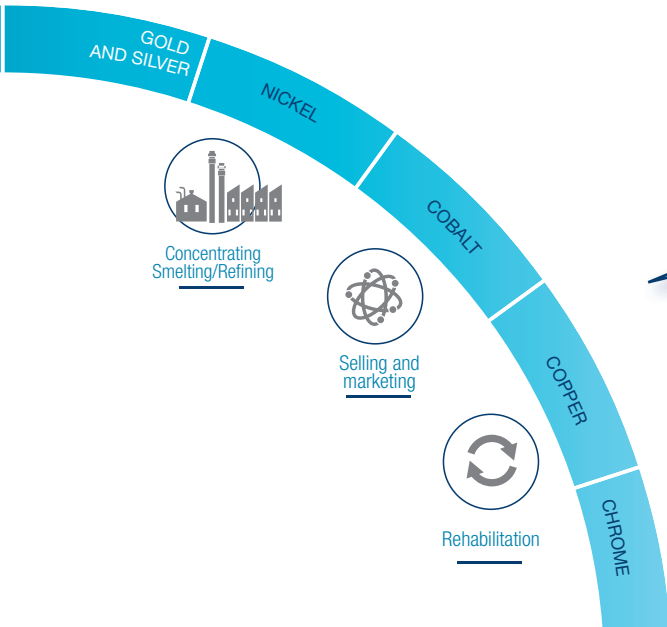 GOLD
AND SILVER
NICKEL
COBALT
COPPER
CHROME
Concentrating
Smelting/Refining
Selling and
marketing
Rehabilitation